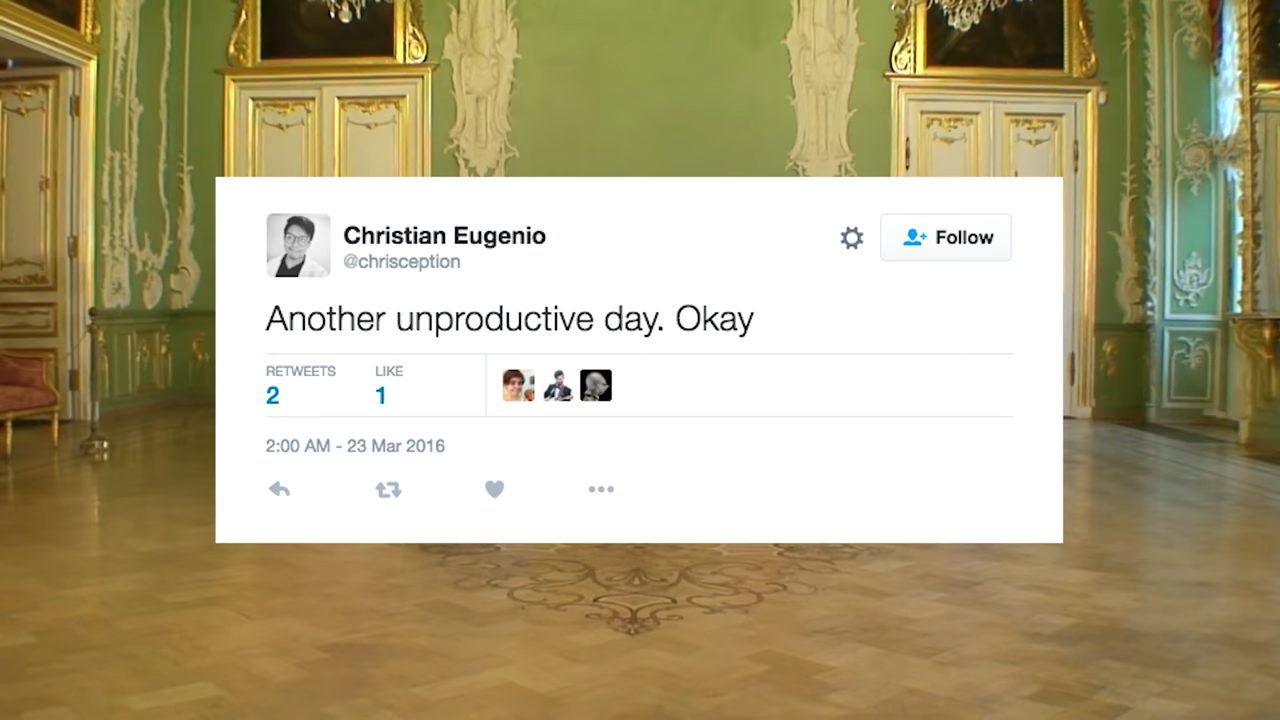 Christian Eugenio
@chrisception
Follow
Another unproductive day. Okay
RETWEETS LIKE
2 1
2:00 AM - 23 Mar 2016